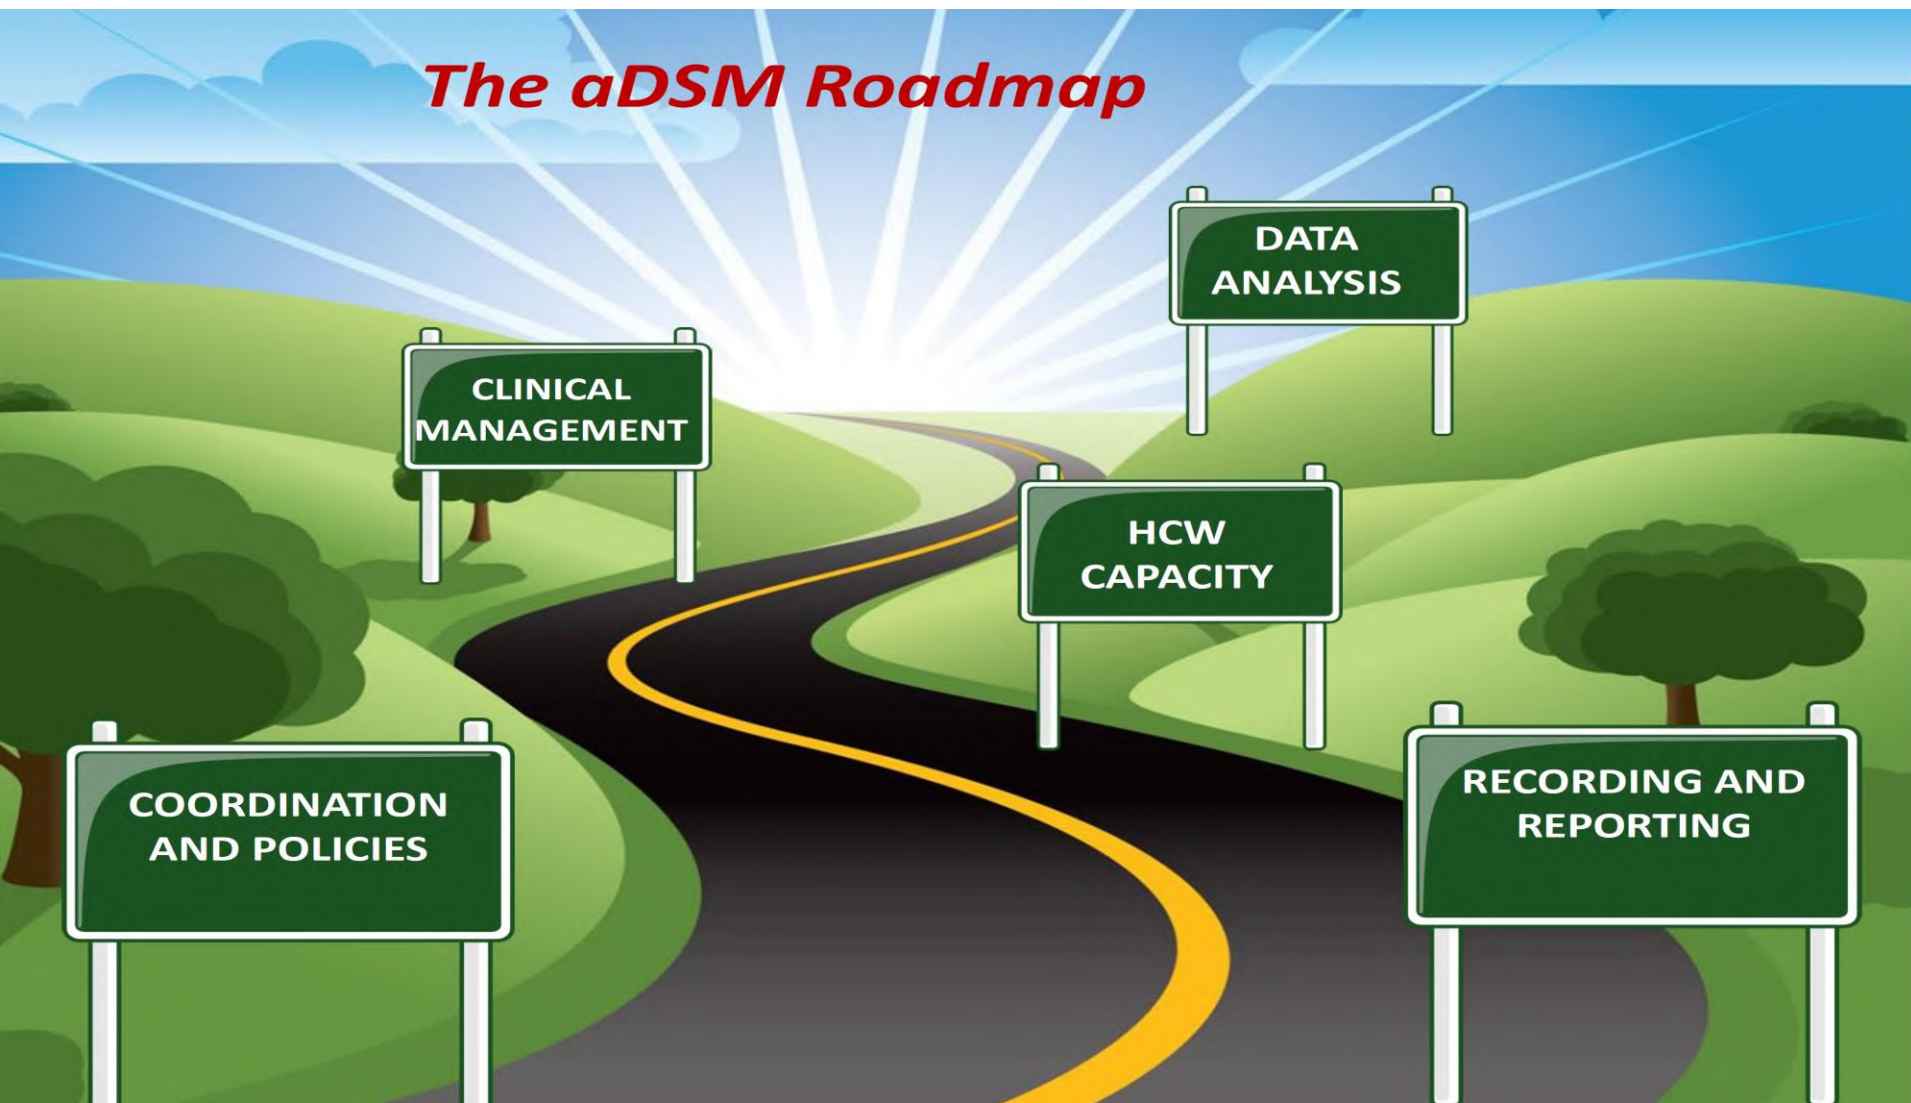 The aDSM Roadmap
DATA
ANALYSIS
CLINICAL
MANAGEMENT
HCW
CAPACITY
COORDINATION
AND POLICIES
RECORDING AND
REPORTING